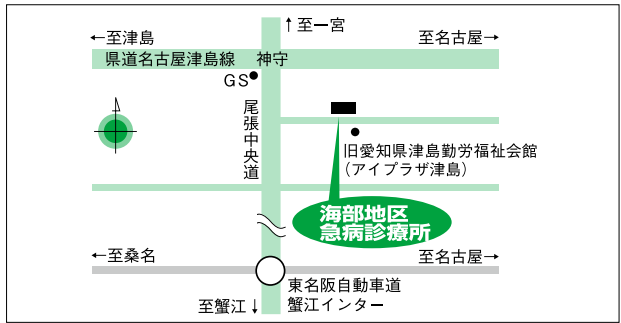 ↑至一宮
←至津島
至名古屋→
県道名古屋津島線
神守
GS
尾張中央道
旧愛知県津島勤労福祉会館
(アイプラザ津島)
海部地区
急病診療所
←至桑名
至名古屋→
東名阪自動車道
蟹江インター
至蟹江↓